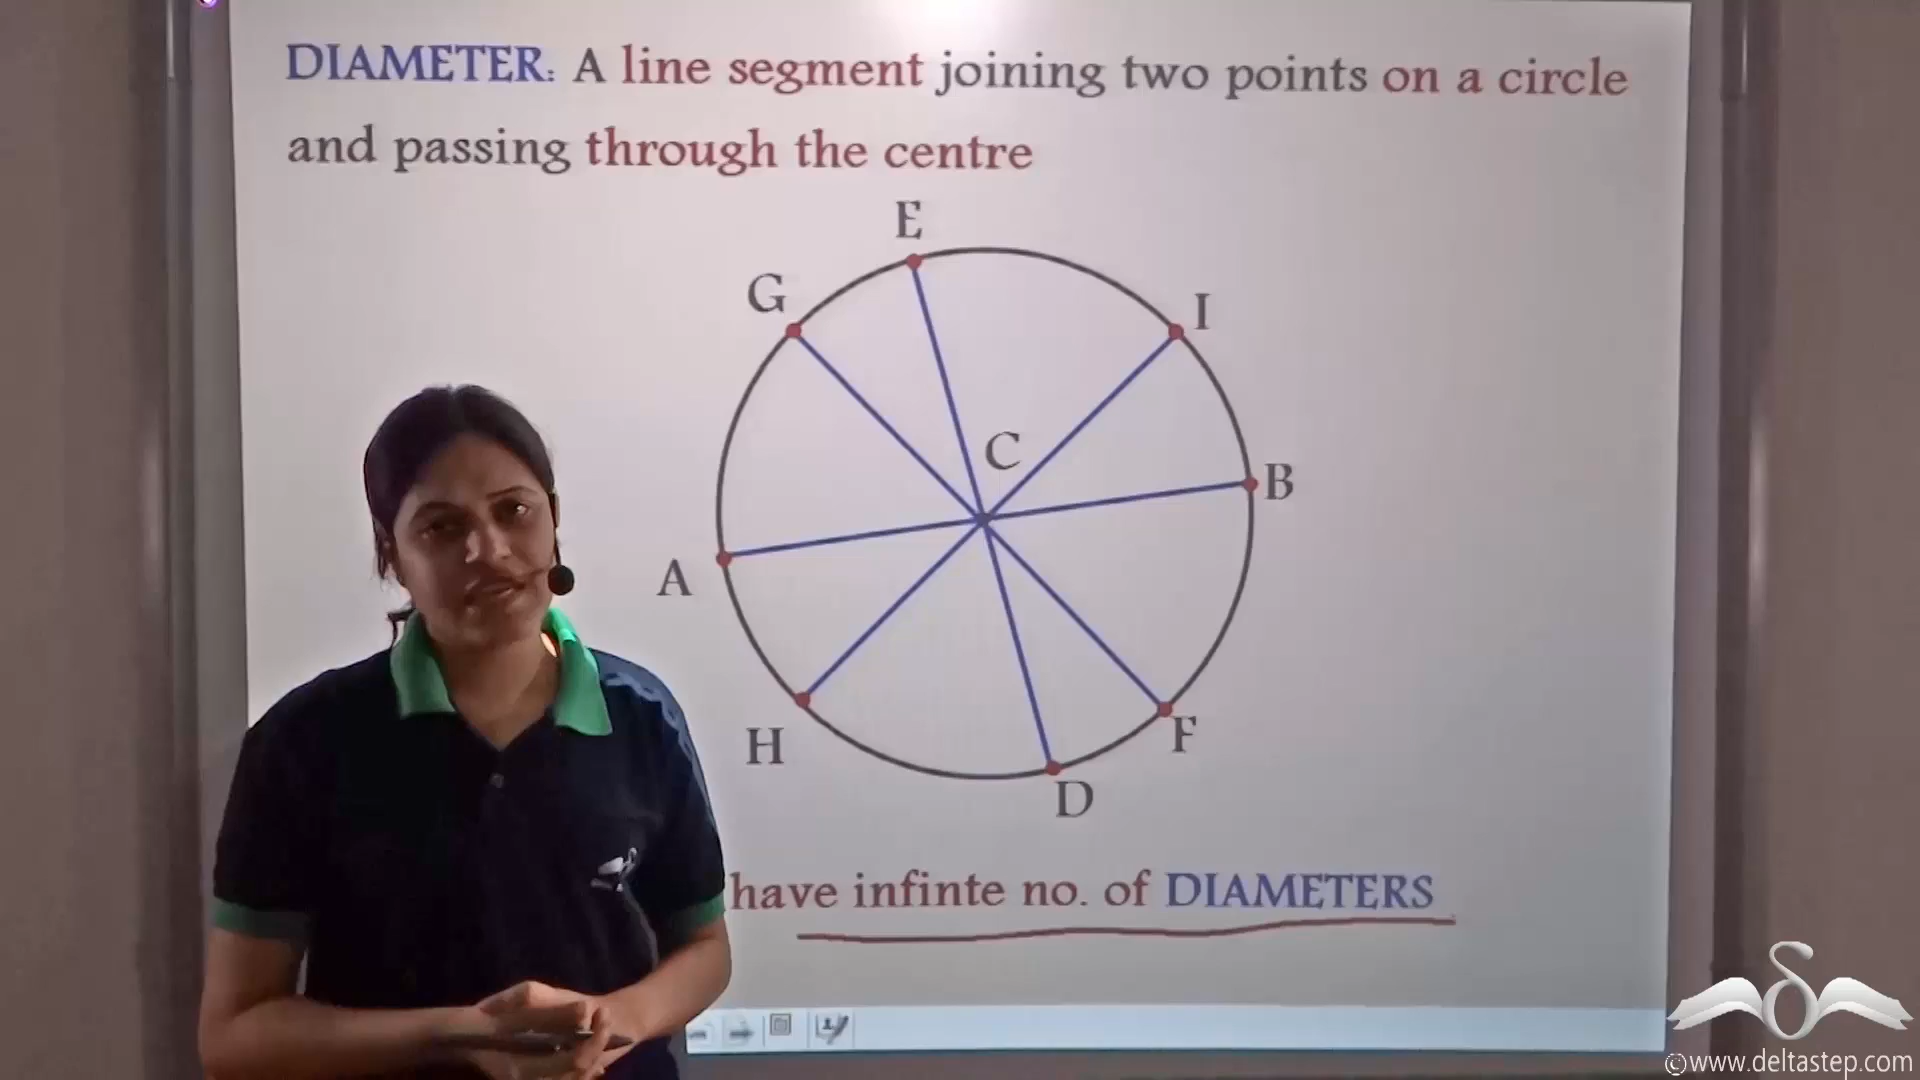 DIAMETER: A line segment joining two points on a circle
and passing through the centre
E
G
I
C
B
A
H
F
D
have infinte no. of DIAMETERS
©www.deltastep.com